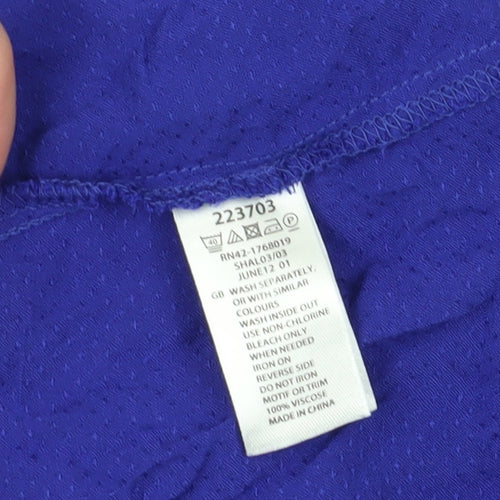 223703
40 P
RN42-1768019
SHAL03/03
JUNE12 01
GB WASH SEPARATELY,
OR WITH SIMILAR
COLOURS
WASH INSIDE OUT
USE NON-CHLORINE
BLEACH ONLY
WHEN NEEDED
IRON ON
REVERSE SIDE
DO NOT IRON
MOTIF OR TRIM
100% VISCOSE
MADE IN CHINA